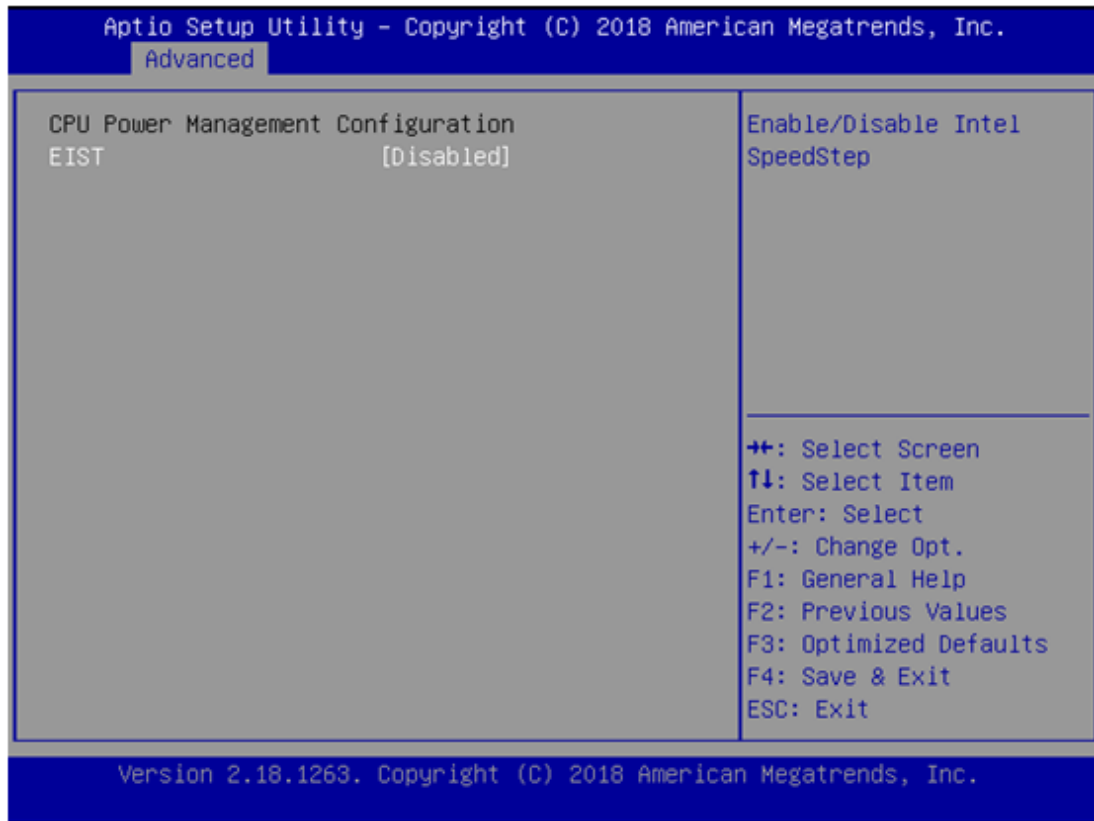 Aptio Setup Utility – Copyright (C) 2018 American Megatrends, Inc.
Advanced
CPU Power Management Configuration
EIST [Disabled]
Enable/Disable Intel
SpeedStep
→←: Select Screen
↑↓: Select Item
Enter: Select
+/-: Change Opt.
F1: General Help
F2: Previous Values
F3: Optimized Defaults
F4: Save & Exit
ESC: Exit
Version 2.18.1263. Copyright (C) 2018 American Megatrends, Inc.